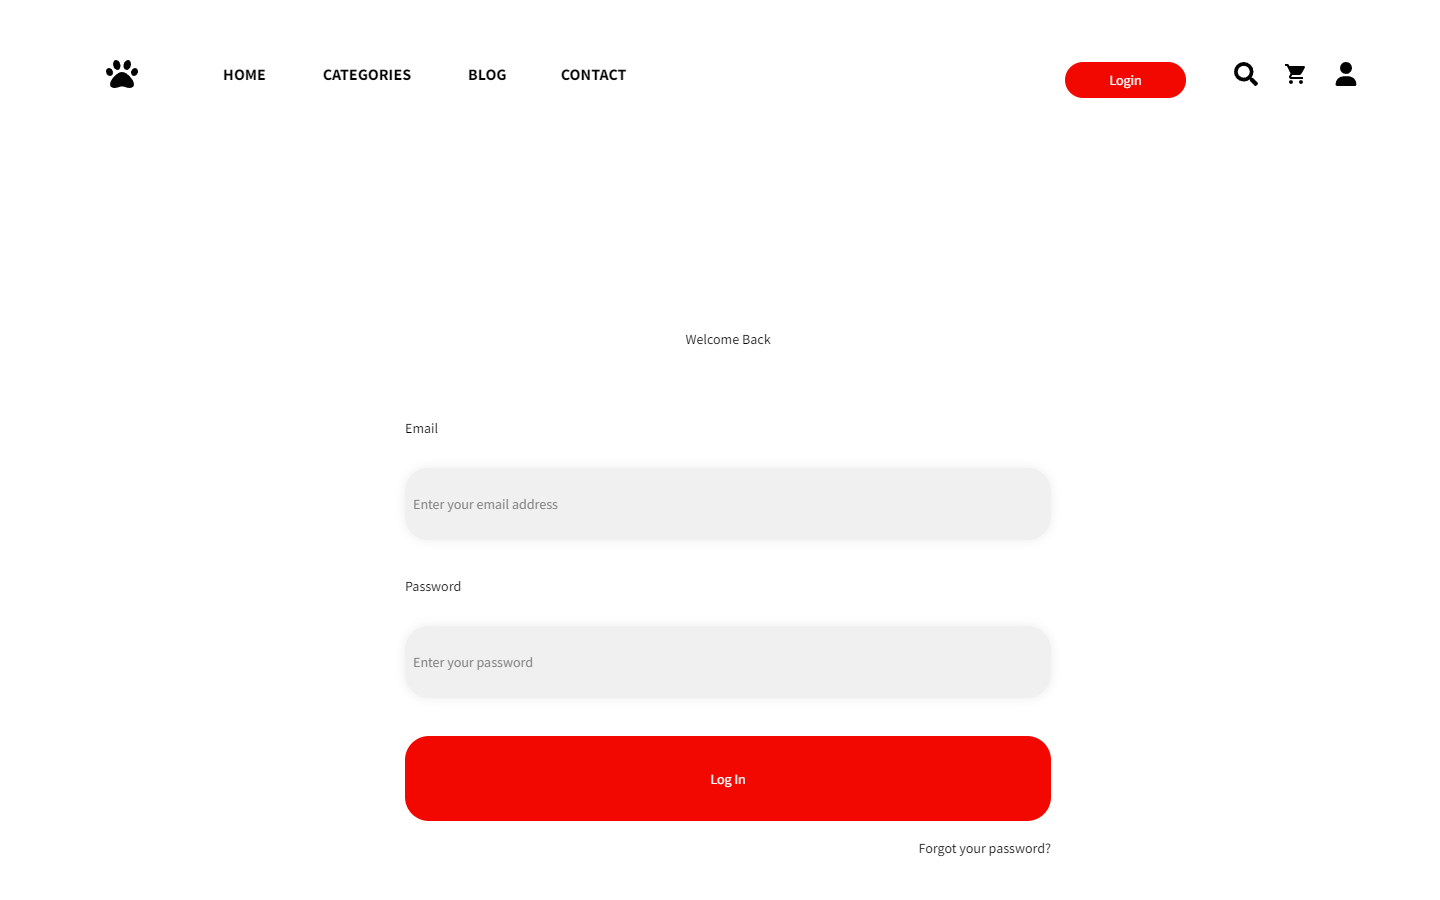 HOME CATEGORIES BLOG CONTACT Login
Welcome Back
Email
Enter your email address
Password
Enter your password
Log In
Forgot your password?